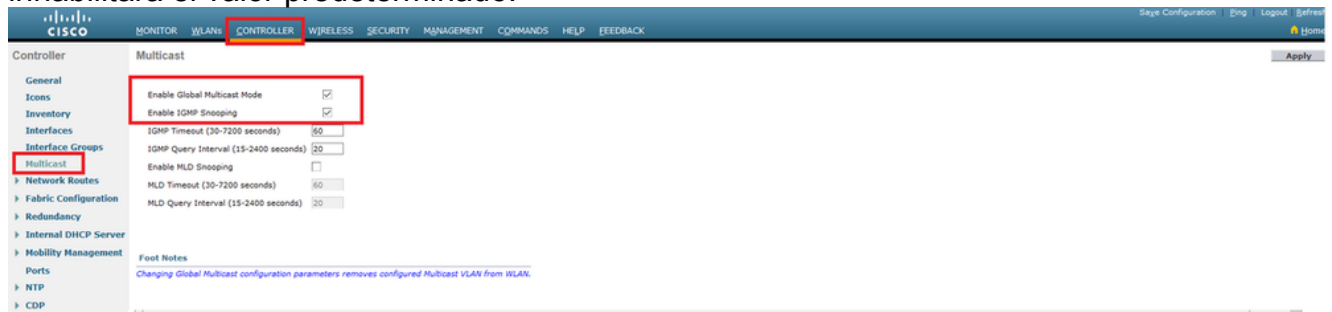 inhabilitará el valor predeterminado.
Save Configuration | Ping | Logout | Refresh
CISCO MONITOR WLANs CONTROLLER WIRELESS SECURITY MANAGEMENT COMMANDS HELP FEEDBACK Home
Controller Multicast Apply
General
Icons Enable Global Multicast Mode
Inventory Enable IGMP Snooping
Interfaces IGMP Timeout (30-7200 seconds) 60
Interface Groups IGMP Query Interval (15-2400 seconds) 20
Multicast Enable MLD Snooping
Network Routes MLD Timeout (30-7200 seconds) 60
Fabric Configuration MLD Query Interval (15-2400 seconds) 20
Redundancy
Internal DHCP Server
Mobility Management Foot Notes
Ports Changing Global Multicast configuration parameters removes configured Multicast VLAN from WLAN.
NTP
CDP